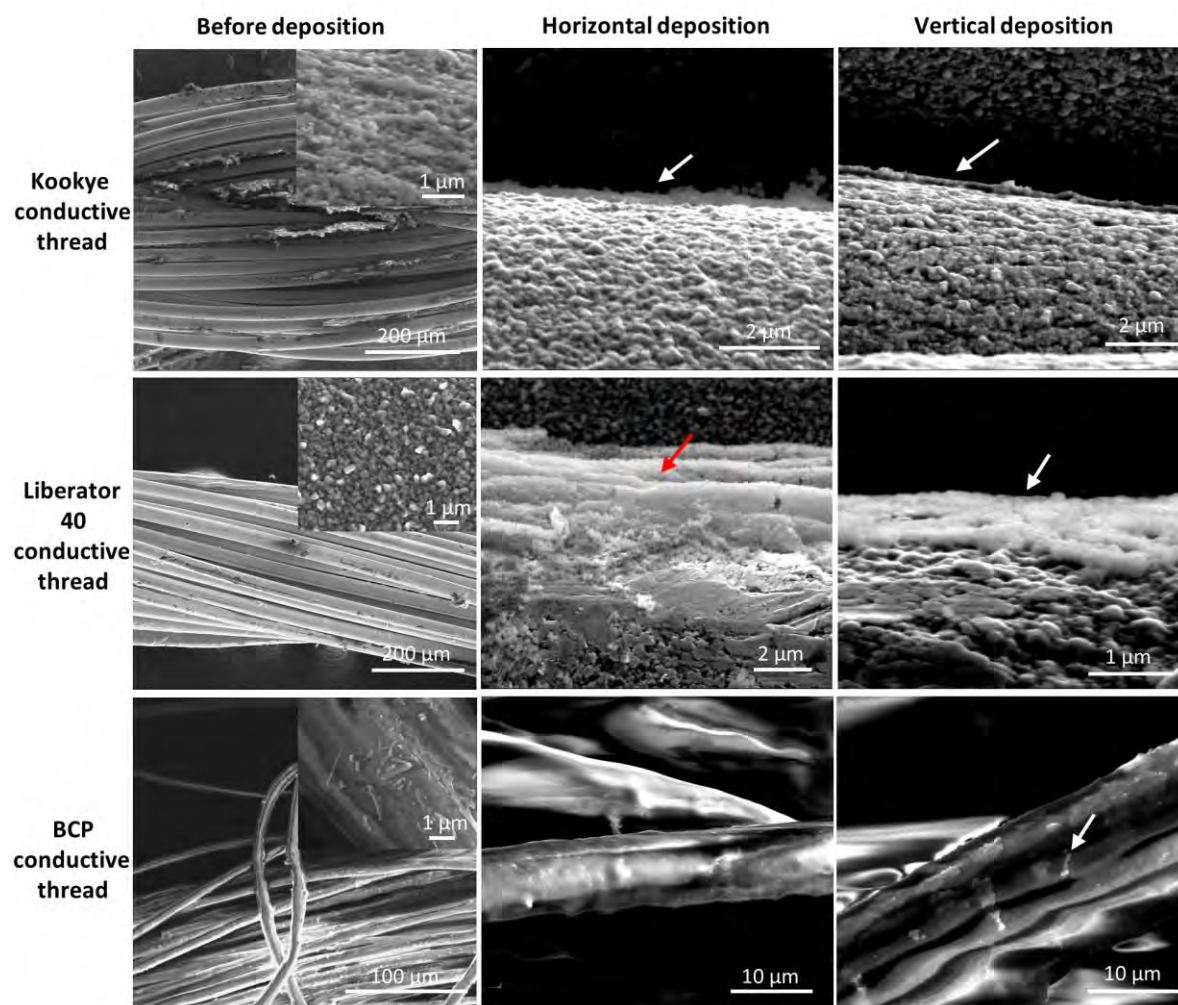 Before deposition
Horizontal deposition
Vertical deposition
Kookye
conductive
thread
1 μm
200 μm
2 μm
2 μm
Liberator
40
conductive
thread
1 μm
200 μm
2 μm
1 μm
BCP
conductive
thread
1 μm
100 μm
10 μm
10 μm